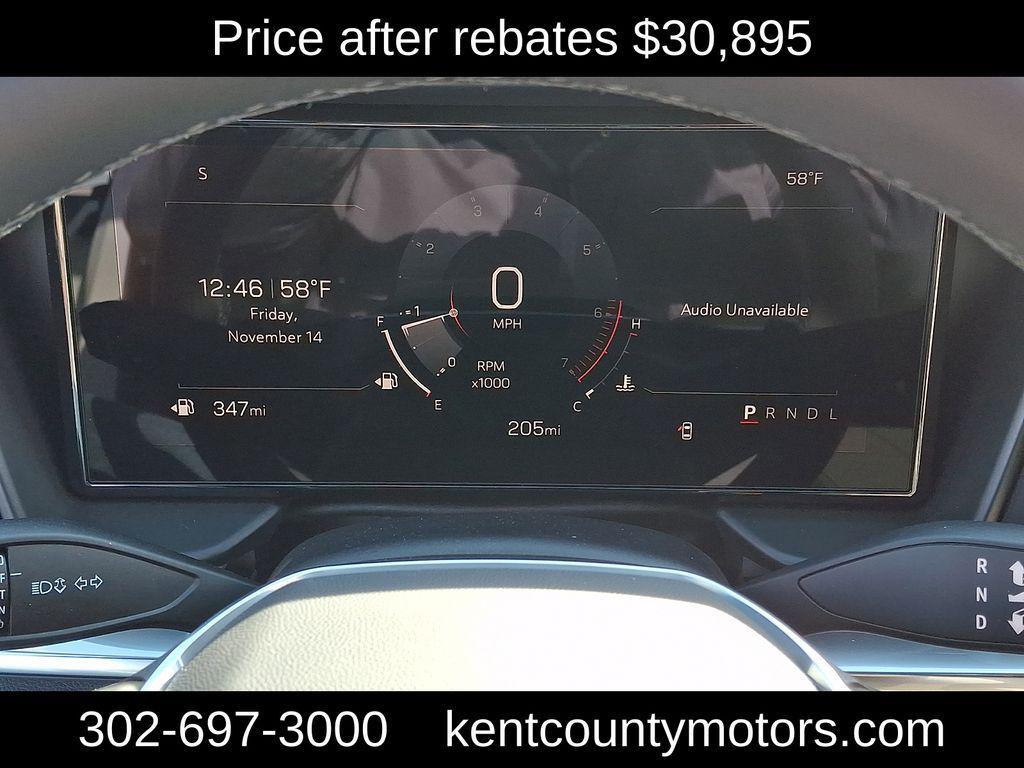 Price after rebates $30,895
S
58°F
3 4
2 5
12:46 | 58°F
Friday,
November 14
0
MPH
Audio Unavailable
F 1 6 H
0 7
RPM
x1000
E C
347mi
205mi
P R N D L
R
N
D
302-697-3000 kentcountymotors.com